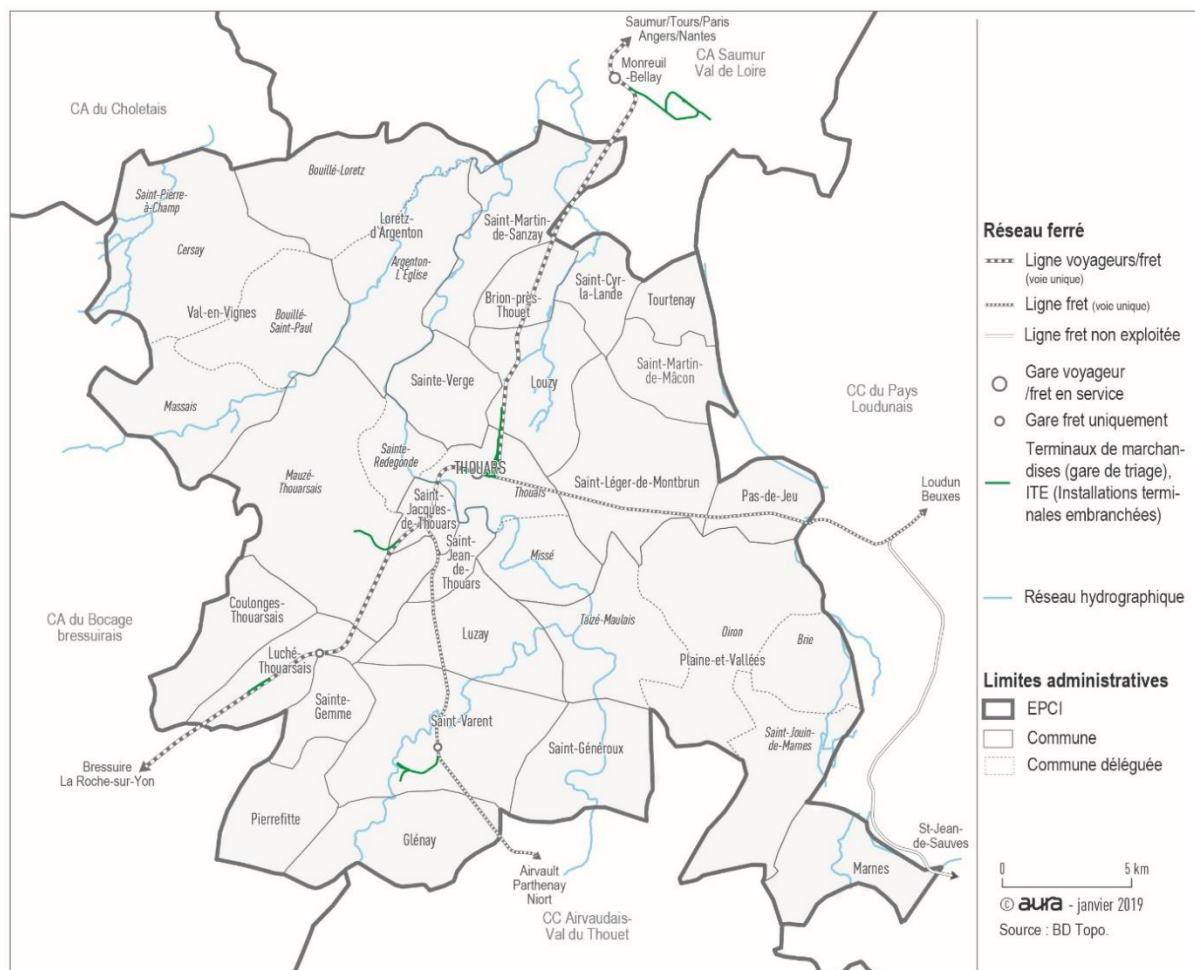 Saumur/Tours/Paris
Angers/Nantes
CA Saumur
Val de Loire
Monreuil
-Bellay
CA du Choletais
Bouillé-Loretz
Saint-Pierre-
à-Champ
Cersay
Loretz-
d'Argenton
Argenton-
L'Eglise
Saint-Martin-
de-Sanzay
Saint-Cyr-
la-Lande
Tourtenay
Brion-près-
Thouet
Val-en-Vignes
Bouillé-
Saint-Paul
Saint-Martin-
de-Mâcon
Sainte-Verge
Louzy
Massais
CC du Pays
Loudunais
Sainte-
Redegonde
THOUARS
Mauzé-
Thouarsais
Thouars
Saint-Léger-de-Montbrun
Pas-de-Jeu
Loudun
Beuxes
Saint-
Jacques-
de-Thouars
Saint-
Jean-
de-
Thouars
Missé
CA du Bocage
bressuirais
Coulonges-
Thouarsais
Luzay
Taizé-Maulais
Oiron
Brie
Plaine-et-Vallées
Luché-
Thouarsais
Sainte-
Gemme
Saint-Varent
Saint-Généroux
Saint-Jouin-
de-Marnes
Bressuire
La Roche-sur-Yon
Pierrefitte
Glénay
Airvault
Parthenay
Niort
CC Airvaudais-
Val du Thouet
Marnes
St-Jean-
de-Sauves
Réseau ferré
Ligne voyageurs/fret
(voie unique)
Ligne fret (voie unique)
Ligne fret non exploitée
Gare voyageur
/fret en service
Gare fret uniquement
Terminaux de marchan-
dises (gare de triage),
ITE (Installations termi-
nales embranchées)
Réseau hydrographique
Limites administratives
EPCI
Commune
Commune déléguée
0 5 km
© aura - janvier 2019
Source : BD Topo.